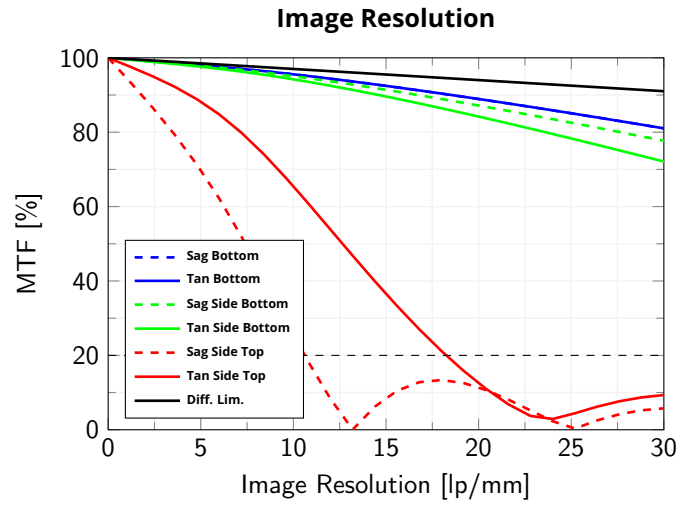 Image Resolution
100
80
60
40
20
0
MTF [%]
Sag Bottom
Tan Bottom
Sag Side Bottom
Tan Side Bottom
Sag Side Top
Tan Side Top
Diff. Lim.
0 5 10 15 20 25 30
Image Resolution [lp/mm]